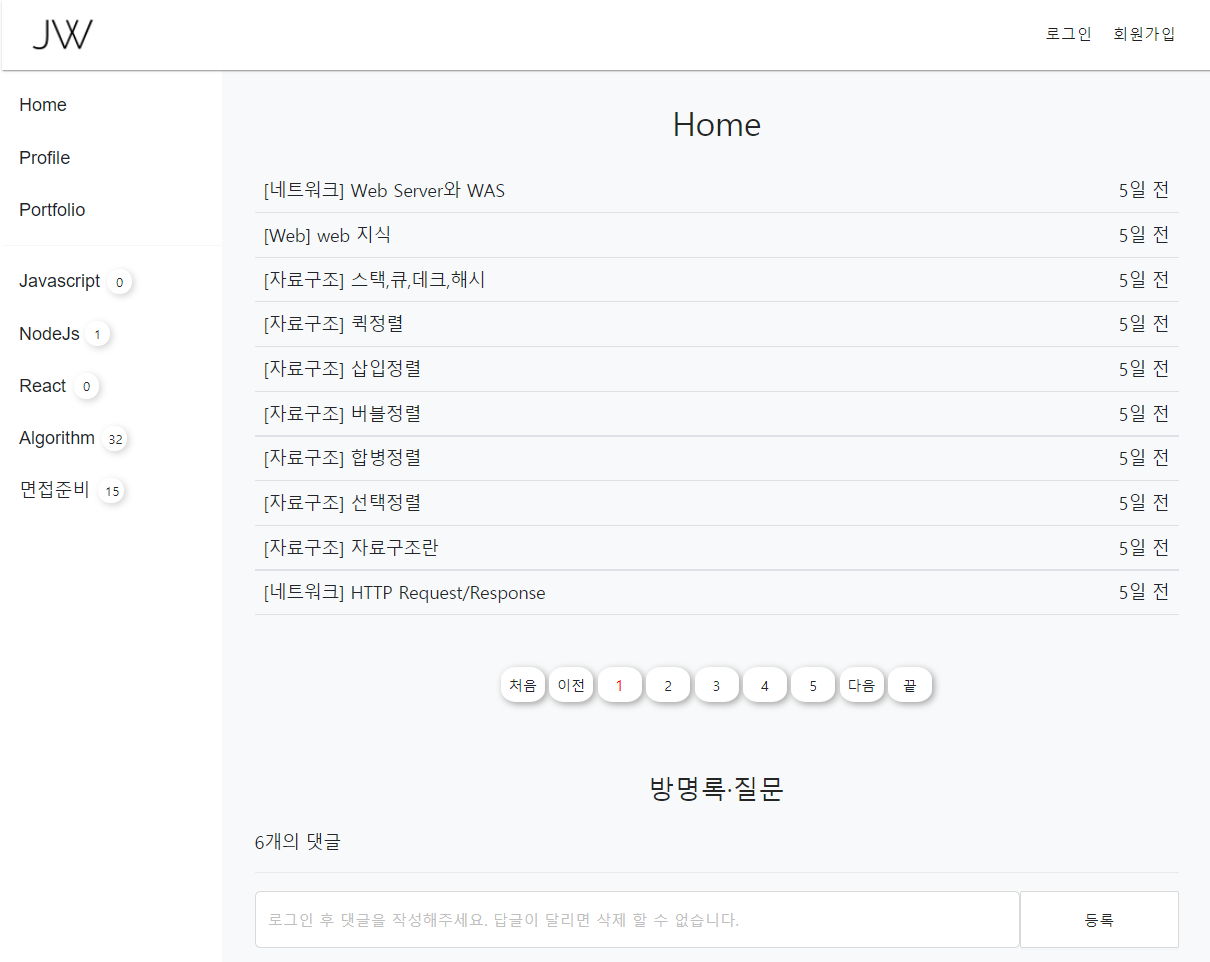 JW
로그인 회원가입
Home
Profile
Portfolio
Javascript 0
NodeJs 1
React 0
Algorithm 32
면접준비 15
Home
[네트워크] Web Server와 WAS 5일 전
[Web] web 지식 5일 전
[자료구조] 스택,큐,데크,해시 5일 전
[자료구조] 퀵정렬 5일 전
[자료구조] 삽입정렬 5일 전
[자료구조] 버블정렬 5일 전
[자료구조] 합병정렬 5일 전
[자료구조] 선택정렬 5일 전
[자료구조] 자료구조란 5일 전
[네트워크] HTTP Request/Response 5일 전
처음 이전 1 2 3 4 5 다음 끝
방명록·질문
6개의 댓글
로그인 후 댓글을 작성해주세요. 답글이 달리면 삭제 할 수 없습니다. 등록